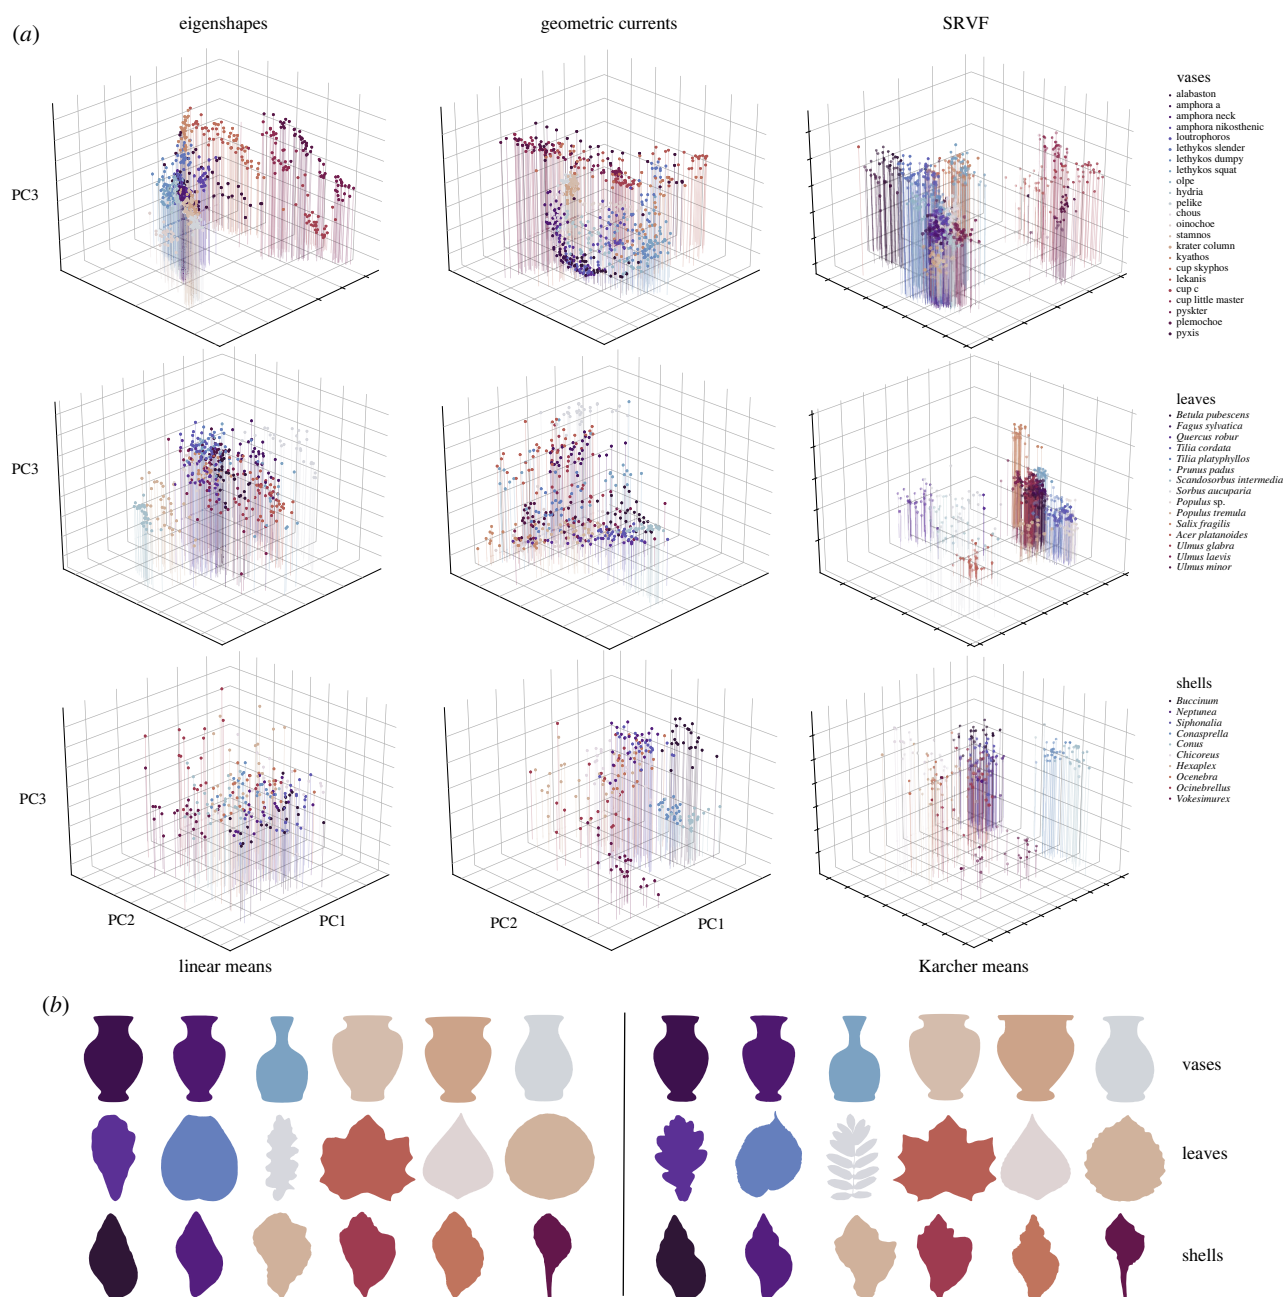 (a)
eigenshapes
geometric currents
SRVF
PC3
vases
alabaston
amphora a
amphora neck
amphora nikosthenic
loutrophoros
lethykos slender
lethykos dumpy
lethykos squat
olpe
hydria
pelike
chous
oinochoe
stamnos
krater column
kyathos
cup skyphos
lekanis
cup c
cup little master
pyskter
plemochoe
pyxis
PC3
leaves
Betula pubescens
Fagus sylvatica
Quercus robur
Tilia cordata
Tilia platyphyllos
Prunus padus
Scandosorbus intermedia
Sorbus aucuparia
Populus sp.
Populus tremula
Salix fragilis
Acer platanoides
Ulmus glabra
Ulmus laevis
Ulmus minor
PC3
shells
Buccinum
Neptunea
Siphonalia
Conasprella
Conus
Chicoreus
Hexaplex
Ocenebra
Ocinebrellus
Vokesimurex
PC2
PC1
PC2
PC1
linear means
Karcher means
(b)
vases
leaves
shells